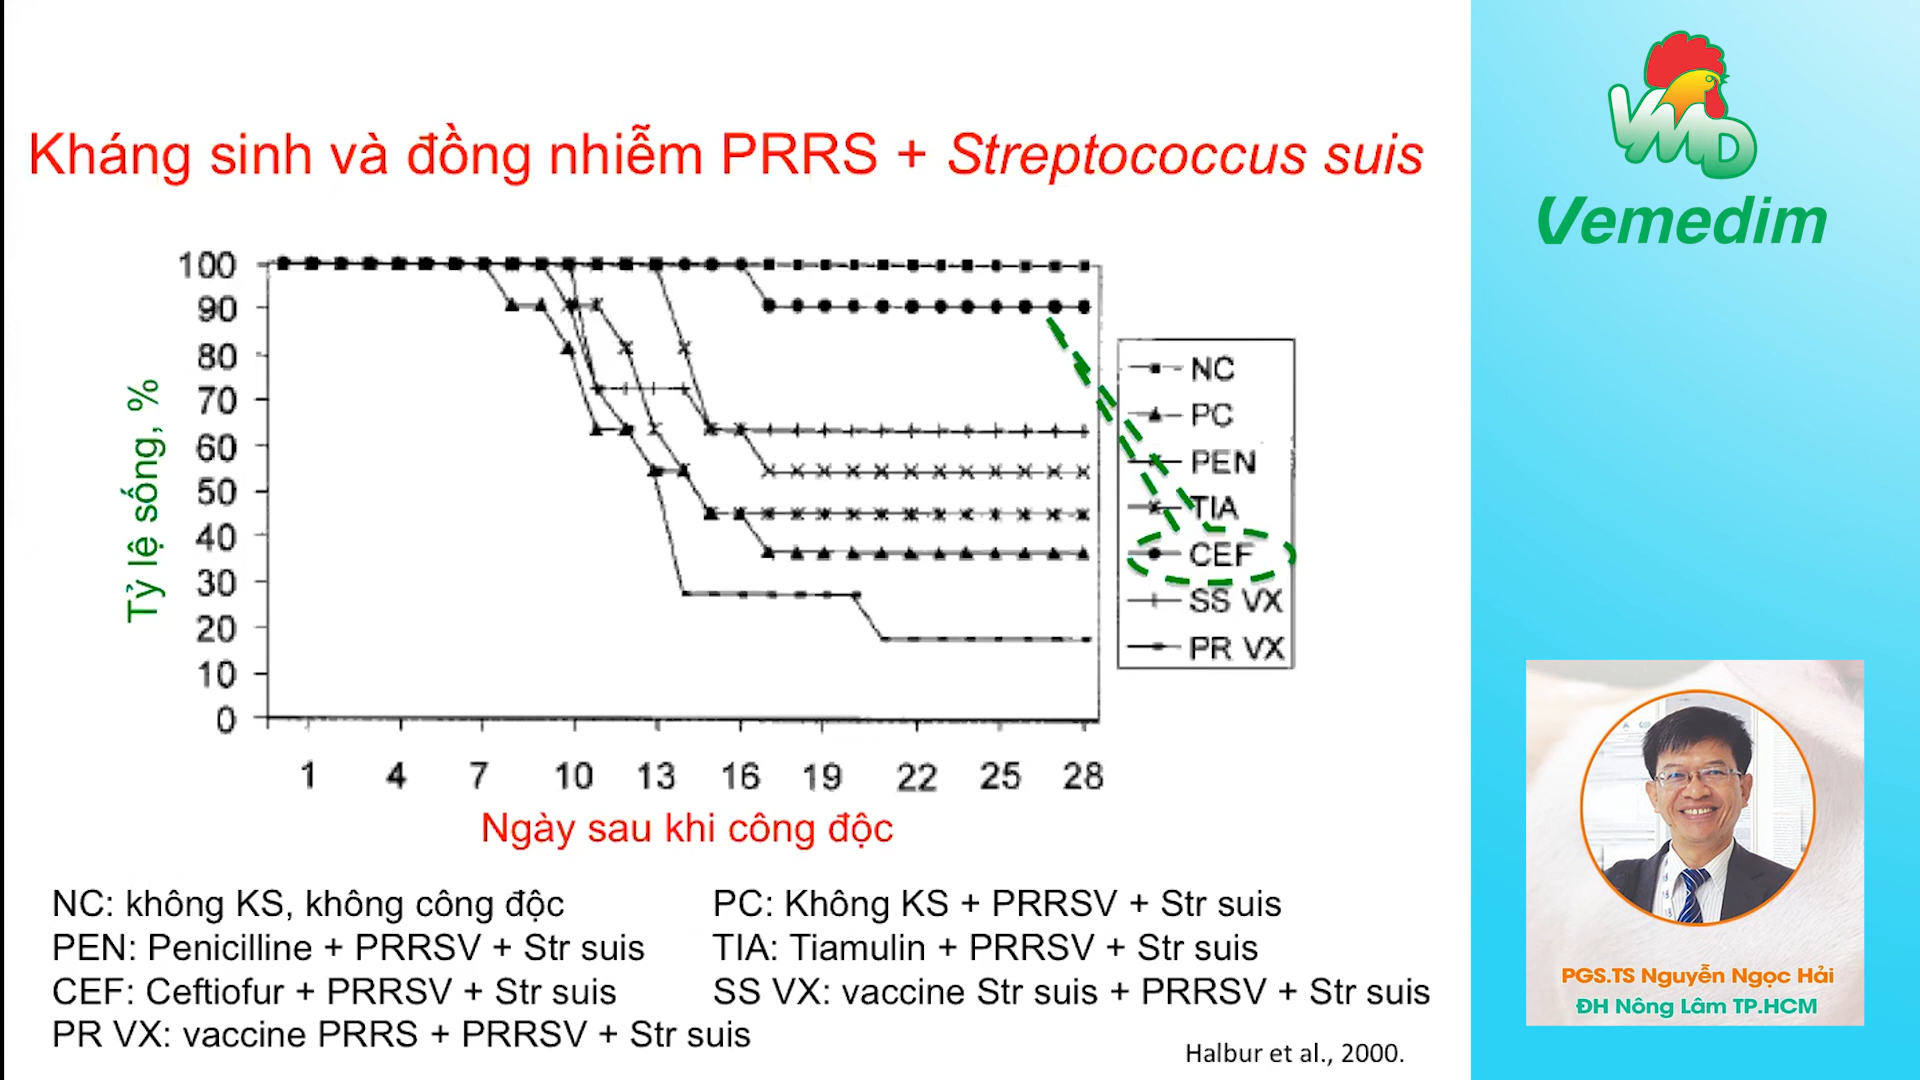 Kháng sinh và đồng nhiễm PRRS + Streptococcus suis
VMD
Vemedim
Tỷ lệ sống, %
100
90
80
70
60
50
40
30
20
10
0
1 4 7 10 13 16 19 22 25 28
Ngày sau khi công độc
NC
PC
PEN
TIA
CEF
SS VX
PR VX
NC: không KS, không công độc
PC: Không KS + PRRSV + Str suis
PEN: Penicilline + PRRSV + Str suis
TIA: Tiamulin + PRRSV + Str suis
CEF: Ceftiofur + PRRSV + Str suis
SS VX: vaccine Str suis + PRRSV + Str suis
PR VX: vaccine PRRS + PRRSV + Str suis
Halbur et al., 2000.
PGS.TS Nguyễn Ngọc Hải
ĐH Nông Lâm TP.HCM